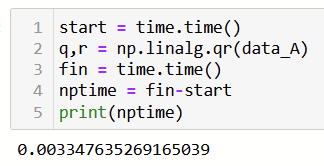 1 start = time.time()
2 q,r = np.linalg.qr(data_A)
3 fin = time.time()
4 nptime = fin-start
5 print(nptime)
0.003347635269165039